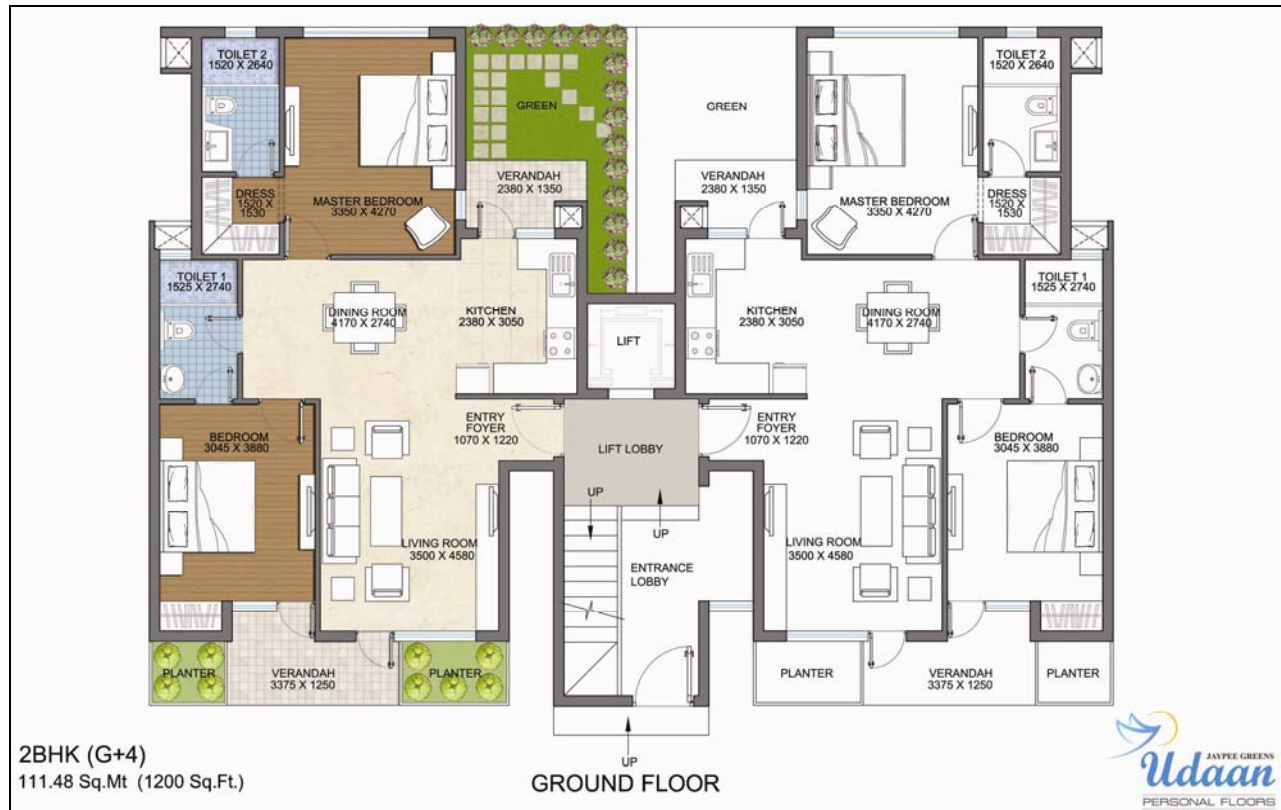 TOILET 2
1520 X 2640
DRESS
1520 X
1530
MASTER BEDROOM
3350 X 4270
GREEN
VERANDAH
2380 X 1350
TOILET 1
1525 X 2740
DINING ROOM
4170 X 2740
KITCHEN
2380 X 3050
ENTRY
FOYER
1070 X 1220
BEDROOM
3045 X 3880
LIVING ROOM
3500 X 4580
PLANTER
VERANDAH
3375 X 1250
PLANTER
LIFT
LIFT LOBBY
UP
UP
ENTRANCE
LOBBY
UP
GREEN
VERANDAH
2380 X 1350
MASTER BEDROOM
3350 X 4270
TOILET 2
1520 X 2640
DRESS
1520 X
1530
KITCHEN
2380 X 3050
DINING ROOM
4170 X 2740
TOILET 1
1525 X 2740
ENTRY
FOYER
1070 X 1220
BEDROOM
3045 X 3880
LIVING ROOM
3500 X 4580
PLANTER
VERANDAH
3375 X 1250
PLANTER
2BHK (G+4)
111.48 Sq.Mt (1200 Sq.Ft.)
GROUND FLOOR
JAYPEE GREENS
Udaan
PERSONAL FLOORS